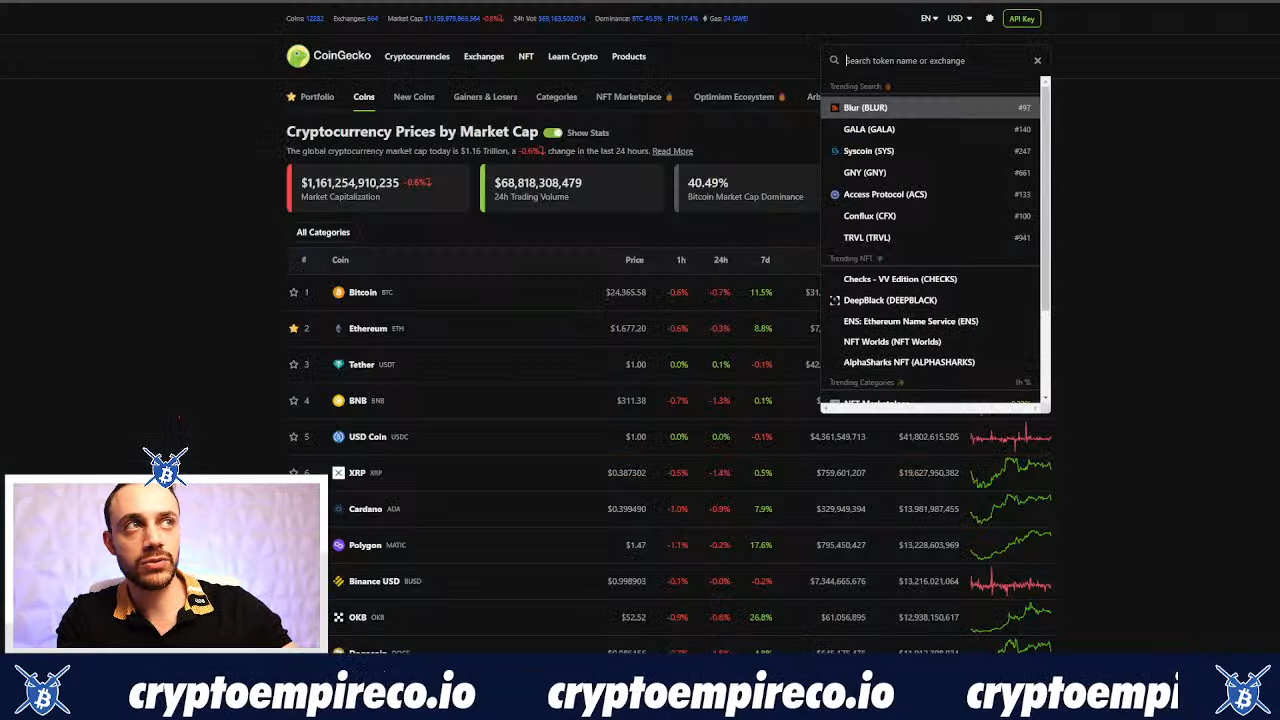 Coins: 12282 Exchanges: 664 Market Cap: $1,159,979,869,564 -0.8% 24h Vol: $69,163,500,014 Dominance: BTC 40.5% ETH 17.4% Gas: 24 GWEI
EN USD API Key
CoinGecko Cryptocurrencies Exchanges NFT Learn Crypto Products
Search token name or exchange
Portfolio Coins New Coins Gainers & Losers Categories NFT Marketplace Optimism Ecosystem Arb
Cryptocurrency Prices by Market Cap Show Stats
The global cryptocurrency market cap today is $1.16 Trillion, a -0.6% change in the last 24 hours. Read More
$1,161,254,910,235 -0.6%
Market Capitalization
$68,818,308,479
24h Trading Volume
40.49%
Bitcoin Market Cap Dominance
Trending Search
Blur (BLUR) #97
GALA (GALA) #140
Syscoin (SYS) #247
GNY (GNY) #661
Access Protocol (ACS) #133
Conflux (CFX) #100
TRVL (TRVL) #941
Trending NFT
Checks - VV Edition (CHECKS)
DeepBlack (DEEPBLACK)
ENS: Ethereum Name Service (ENS)
NFT Worlds (NFT Worlds)
AlphaSharks NFT (ALPHASHARKS)
Trending Categories 1h %
All Categories
# Coin Price 1h 24h 7d
1 Bitcoin BTC $24,365.58 -0.6% -0.7% 11.5% $31,
2 Ethereum ETH $1,677.20 -0.6% -0.3% 8.8% $7,
3 Tether USDT $1.00 0.0% 0.1% -0.1% $42,
4 BNB BNB $311.38 -0.7% -1.3% 0.1% $
5 USD Coin USDC $1.00 0.0% 0.0% -0.1% $4,361,549,713 $41,802,615,505
6 XRP XRP $0.387302 -0.5% -1.4% 0.5% $759,601,207 $19,627,950,382
Cardano ADA $0.399490 -1.0% -0.9% 7.9% $329,949,394 $13,981,987,455
Polygon MATIC $1.47 -1.1% -0.2% 17.6% $795,450,427 $13,228,603,969
Binance USD BUSD $0.998903 -0.1% -0.0% -0.2% $7,344,665,676 $13,216,021,064
OKB OKB $52.52 -0.9% -0.8% 26.8% $61,056,895 $12,938,150,617
cryptoempireco.io cryptoempireco.io cryptoempi